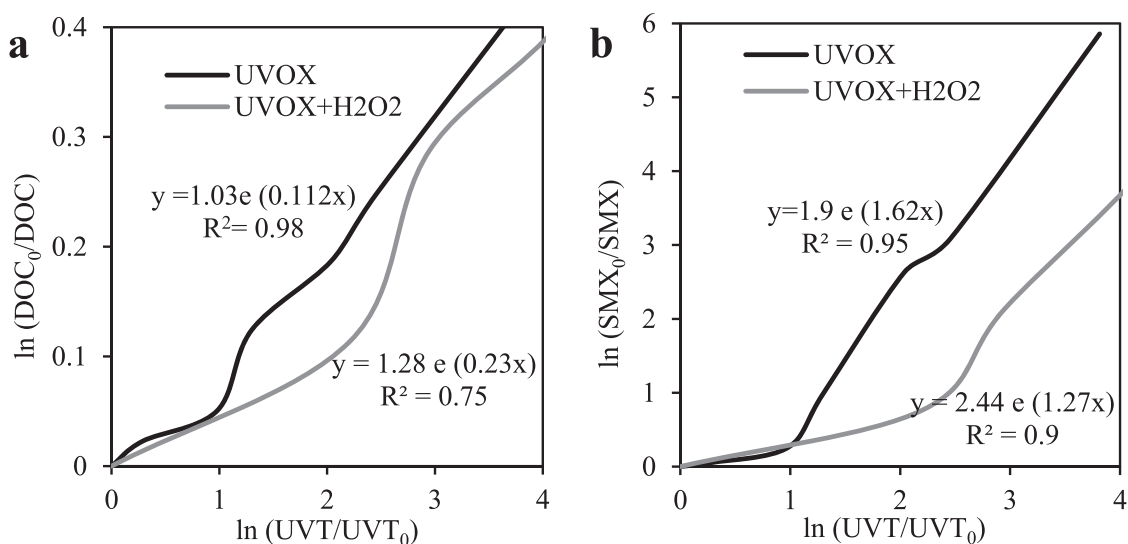 a
0.4
0.3
0.2
0.1
0
0
1
2
3
4
ln (DOC₀/DOC)
ln (UVT/UVT₀)
UVOX
UVOX+H2O2
y =1.03e (0.112x)
R²= 0.98
y = 1.28 e (0.23x)
R² = 0.75
b
6
5
4
3
2
1
0
0
1
2
3
4
ln (SMX₀/SMX)
ln (UVT/UVT₀)
UVOX
UVOX+H2O2
y=1.9 e (1.62x)
R² = 0.95
y = 2.44 e (1.27x)
R² = 0.9